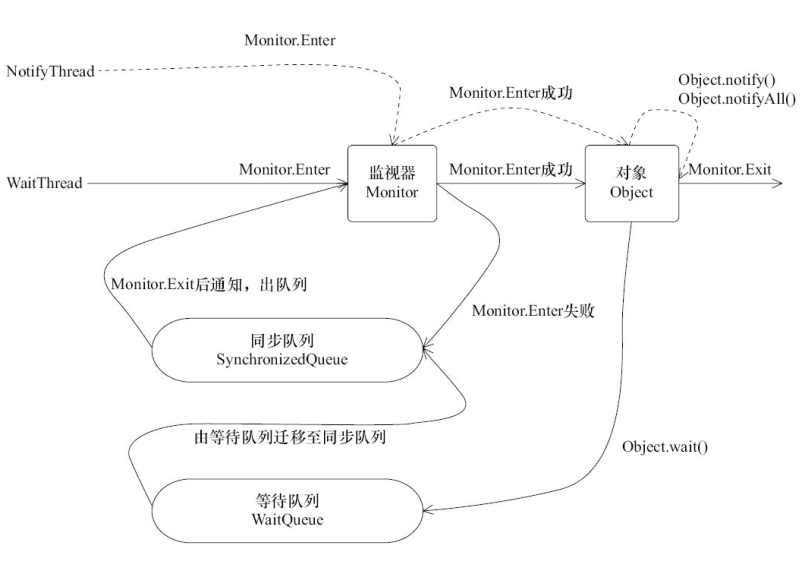 Monitor.Enter
NotifyThread
Object.notify()
Object.notifyAll()
Monitor.Enter成功
WaitThread
Monitor.Enter
监视器
Monitor
Monitor.Enter成功
对象
Object
Monitor.Exit
Monitor.Exit后通知，出队列
Monitor.Enter失败
同步队列
SynchronizedQueue
由等待队列迁移至同步队列
Object.wait()
等待队列
WaitQueue